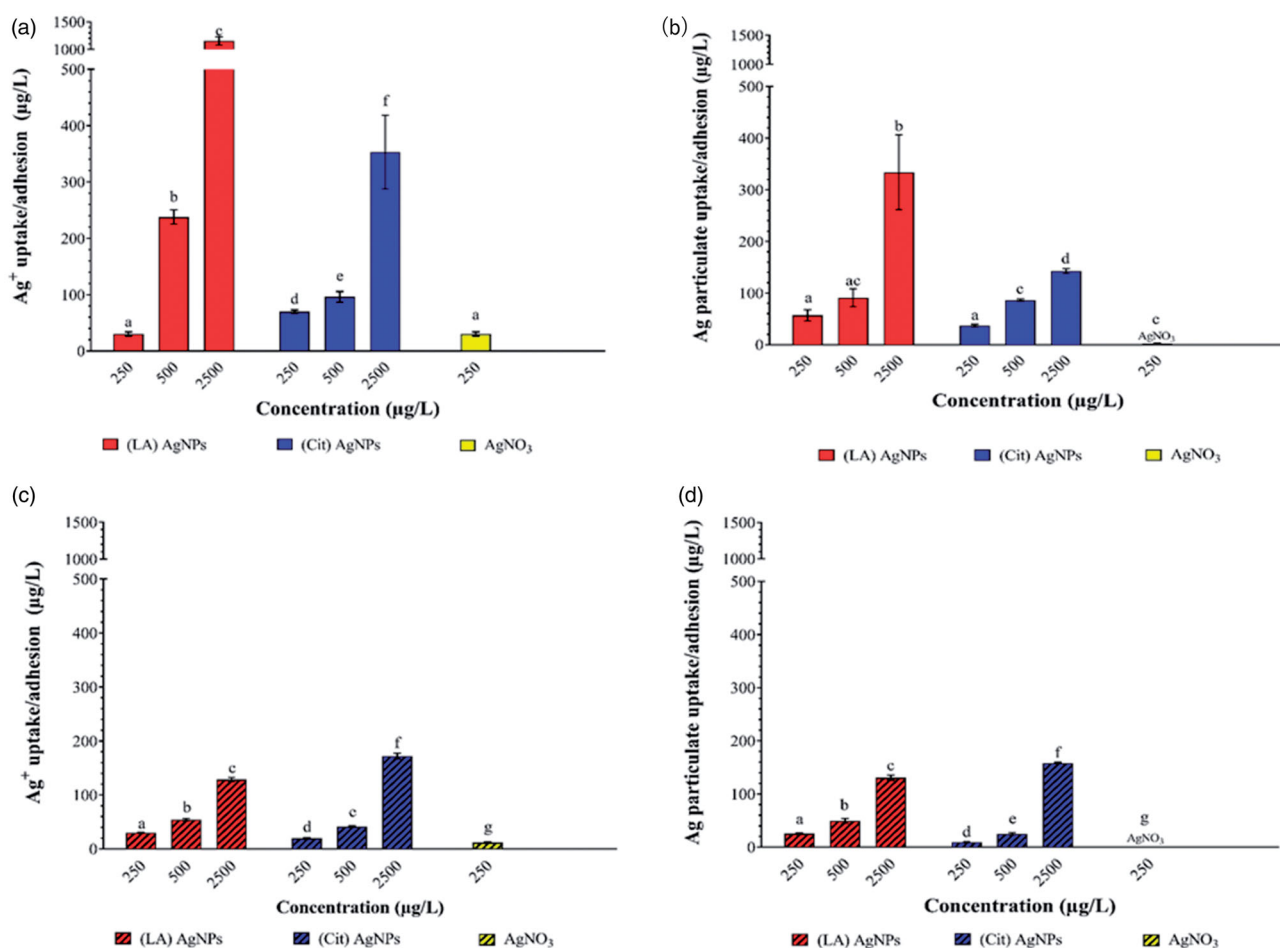 (a)
Ag+ uptake/adhesion (µg/L)
1500
1000
500
400
300
200
100
0
a
b
c
d
e
f
a
250
500
2500
250
500
2500
250
Concentration (µg/L)
(LA) AgNPs
(Cit) AgNPs
AgNO3
(b)
Ag particulate uptake/adhesion (µg/L)
1500
1000
500
400
300
200
100
0
a
ac
b
a
c
d
c
AgNO3
250
500
2500
250
500
2500
250
Concentration (µg/L)
(LA) AgNPs
(Cit) AgNPs
AgNO3
(c)
Ag+ uptake/adhesion (µg/L)
1500
1000
500
400
300
200
100
0
a
b
c
d
c
f
g
250
500
2500
250
500
2500
250
Concentration (µg/L)
(LA) AgNPs
(Cit) AgNPs
AgNO3
(d)
Ag particulate uptake/adhesion (µg/L)
1500
1000
500
400
300
200
100
0
a
b
c
d
e
f
g
AgNO3
250
500
2500
250
500
2500
250
Concentration (µg/L)
(LA) AgNPs
(Cit) AgNPs
AgNO3